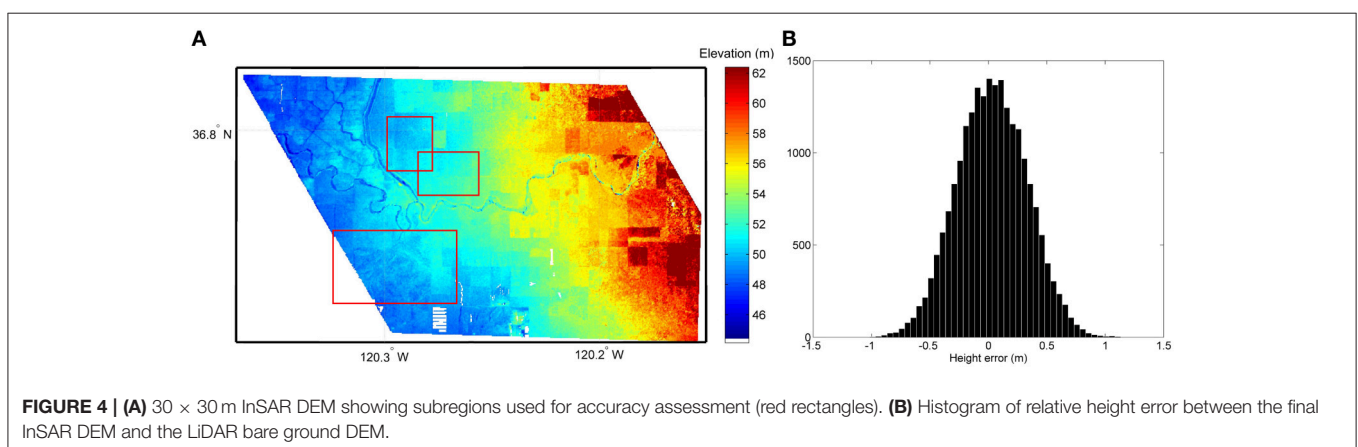 A
B
Elevation (m)
62
60
58
56
54
52
50
48
46
36.8° N
120.3° W
120.2° W
1500
1000
500
0
-1.5
-1
-0.5
0
0.5
1
1.5
Height error (m)
FIGURE 4 | (A) 30 × 30 m InSAR DEM showing subregions used for accuracy assessment (red rectangles). (B) Histogram of relative height error between the final
InSAR DEM and the LiDAR bare ground DEM.